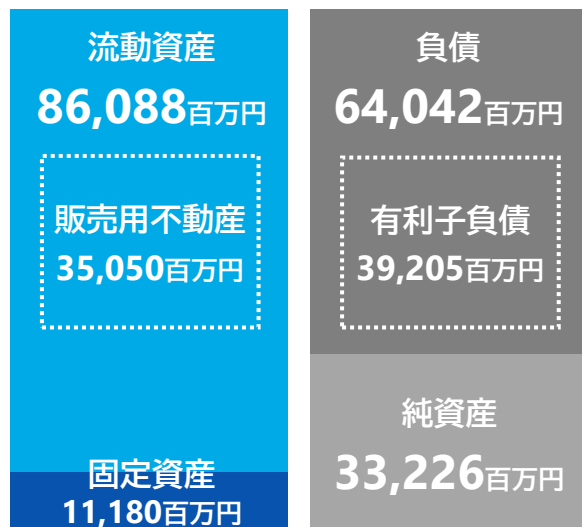 流動資産
86,088百万円
販売用不動産
35,050百万円
固定資産
11,180百万円
負債
64,042百万円
有利子負債
39,205百万円
純資産
33,226百万円